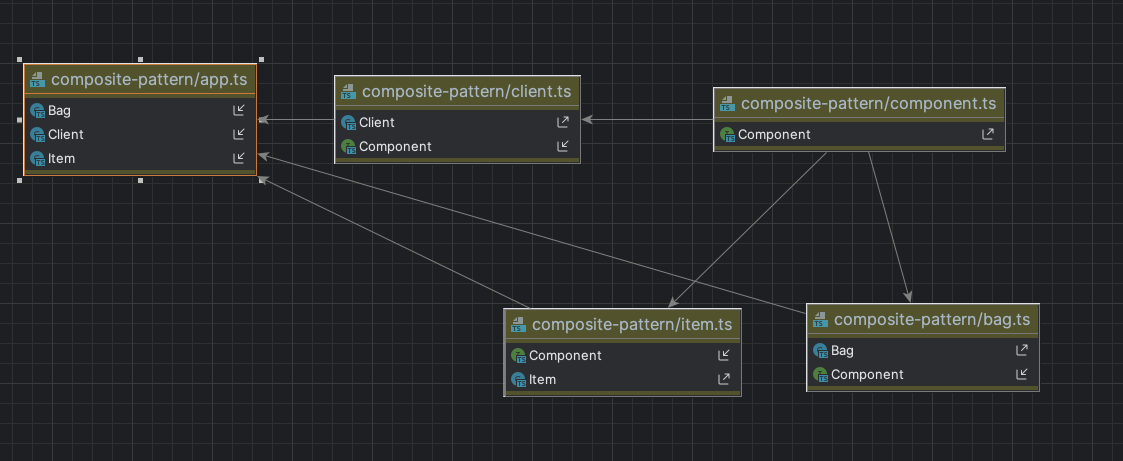 composite-pattern/app.ts
Bag
Client
Item
composite-pattern/client.ts
Client
Component
composite-pattern/component.ts
Component
composite-pattern/item.ts
Component
Item
composite-pattern/bag.ts
Bag
Component